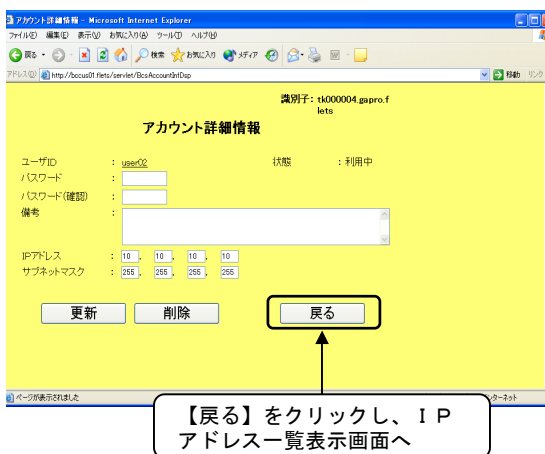 アカウント詳細情報 - Microsoft Internet Explorer
ファイル(F) 編集(E) 表示(V) お気に入り(A) ツール(T) ヘルプ(H)
戻る 検索 お気に入り メディア
アドレス(D) http://bccus01.flets/servlet/BcsAccountInfDsp 移動 リンク
識別子: tk000004.gapro.f
lets
アカウント詳細情報
ユーザID : user02 状態 : 利用中
パスワード :
パスワード(確認) :
備考 :
IPアドレス : 10 . 10 . 10 . 10
サブネットマスク : 255 . 255 . 255 . 255
更新 削除 戻る
ページが表示されました
ンターネット
【戻る】をクリックし、ＩＰ
アドレス一覧表示画面へ